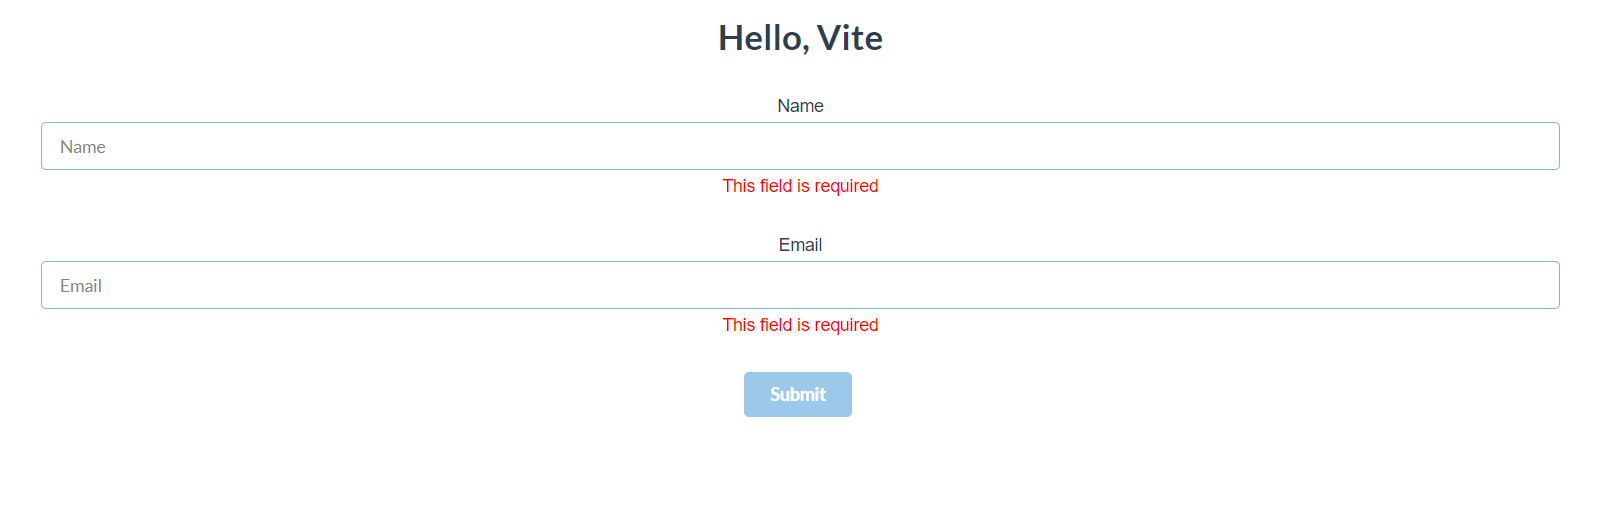 Hello, Vite
Name
Name
This field is required
Email
Email
This field is required
Submit